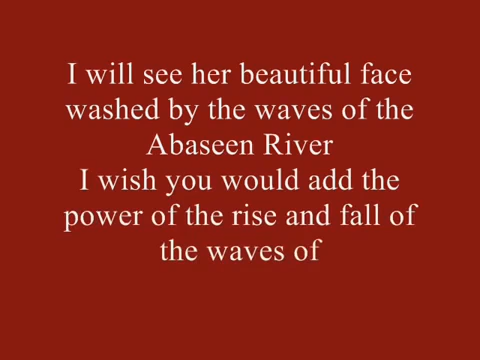 I will see her beautiful face
washed by the waves of the
Abaseen River
I wish you would add the
power of the rise and fall of
the waves of